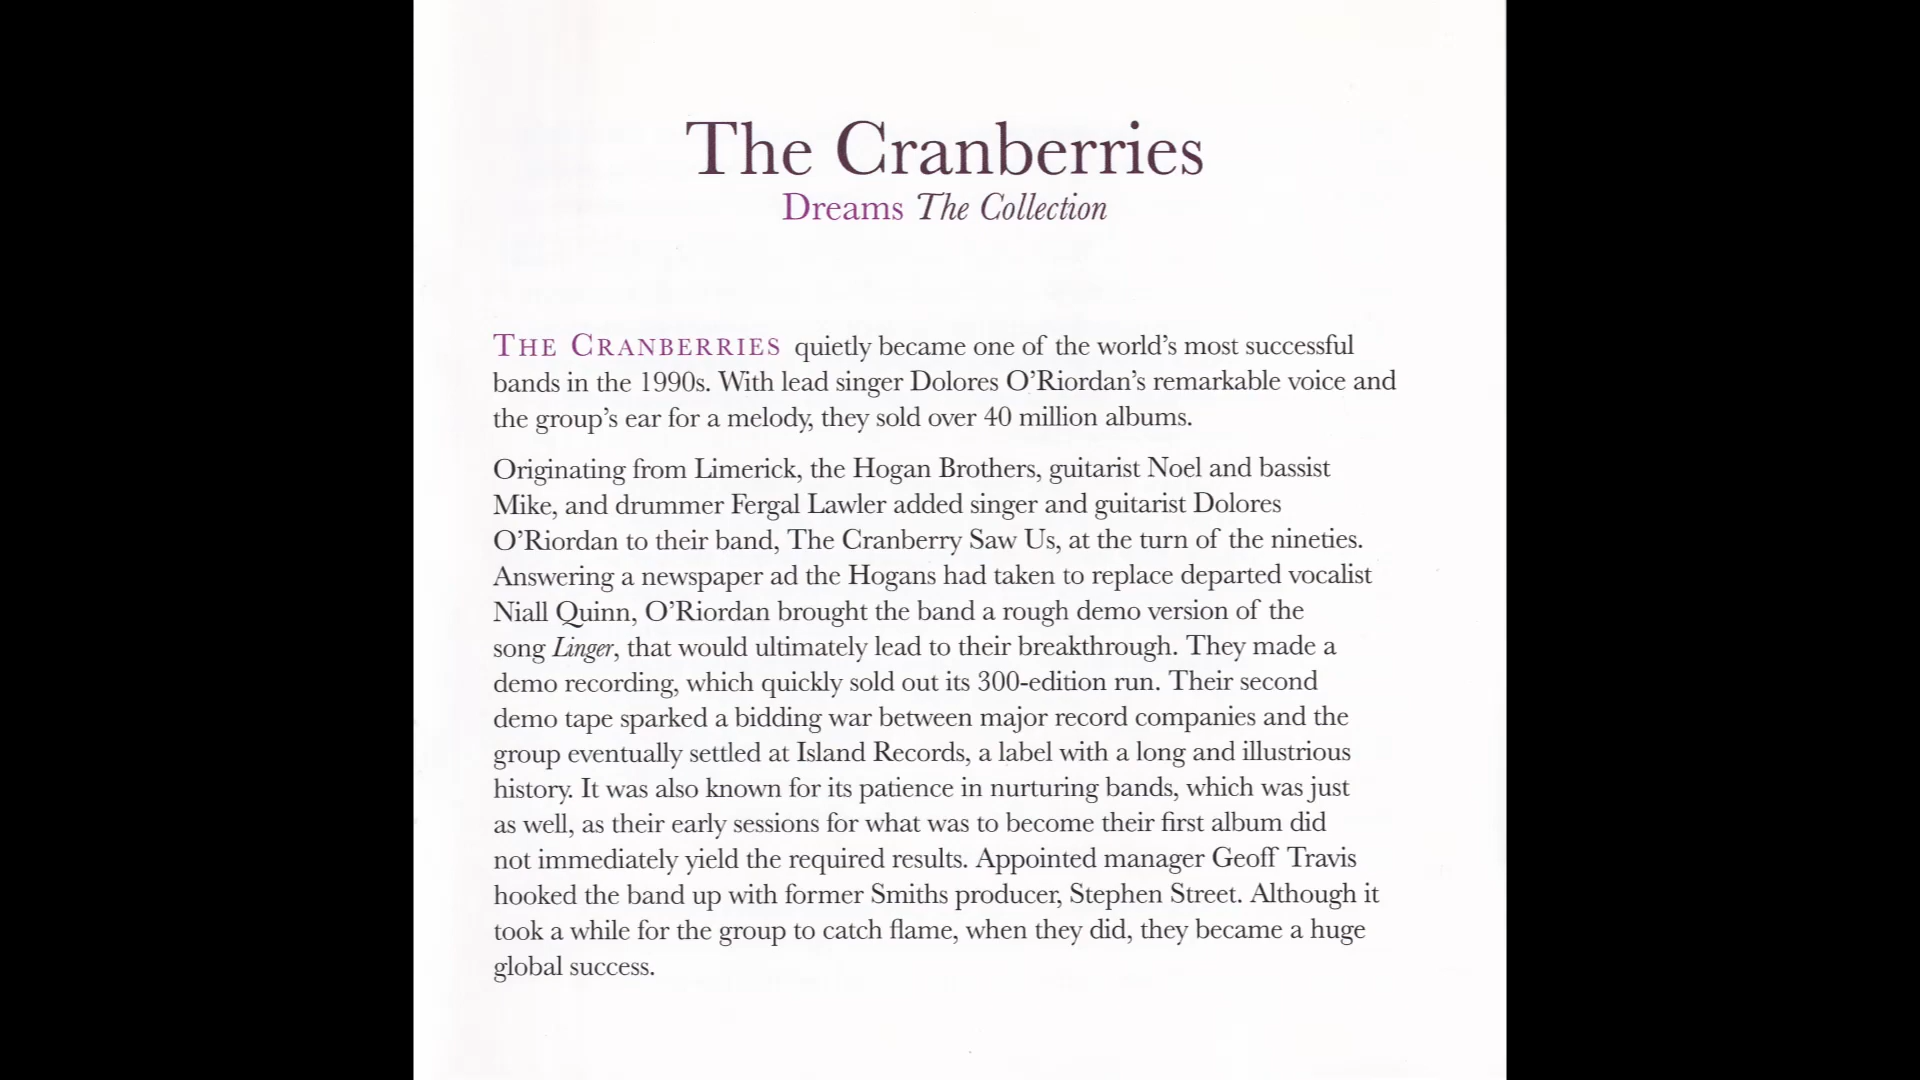 The Cranberries
Dreams The Collection
THE CRANBERRIES quietly became one of the world's most successful
bands in the 1990s. With lead singer Dolores O'Riordan's remarkable voice and
the group's ear for a melody, they sold over 40 million albums.
Originating from Limerick, the Hogan Brothers, guitarist Noel and bassist
Mike, and drummer Fergal Lawler added singer and guitarist Dolores
O'Riordan to their band, The Cranberry Saw Us, at the turn of the nineties.
Answering a newspaper ad the Hogans had taken to replace departed vocalist
Niall Quinn, O'Riordan brought the band a rough demo version of the
song Linger, that would ultimately lead to their breakthrough. They made a
demo recording, which quickly sold out its 300-edition run. Their second
demo tape sparked a bidding war between major record companies and the
group eventually settled at Island Records, a label with a long and illustrious
history. It was also known for its patience in nurturing bands, which was just
as well, as their early sessions for what was to become their first album did
not immediately yield the required results. Appointed manager Geoff Travis
hooked the band up with former Smiths producer, Stephen Street. Although it
took a while for the group to catch flame, when they did, they became a huge
global success.